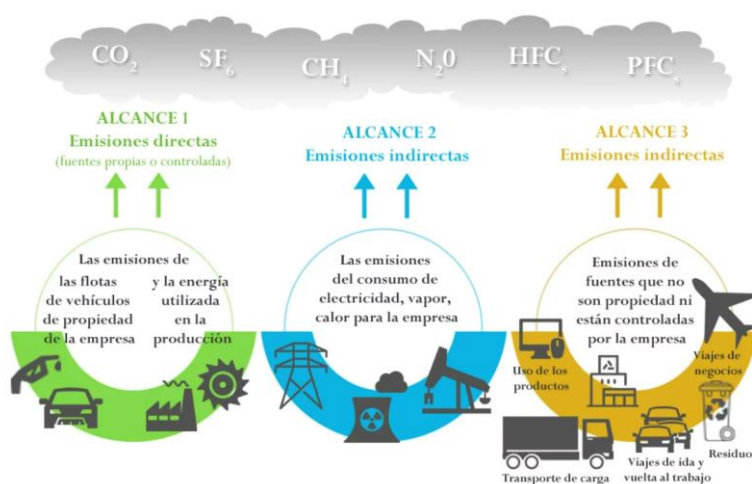 CO₂ SF₆ CH₄ N₂0 HFCₛ PFCₛ
ALCANCE 1
Emisiones directas
(fuentes propias o controladas)
ALCANCE 2
Emisiones indirectas
ALCANCE 3
Emisiones indirectas
Las emisiones de
las flotas
de vehículos
de propiedad
de la empresa
y la energía
utilizada
en la
producción
Las emisiones
del consumo de
electricidad, vapor,
calor para la empresa
Emisiones de
fuentes que no
son propiedad ni
están controladas
por la empresa
Uso de los
productos
Viajes de
negocios
Transporte de carga
Viajes de ida y
vuelta al trabajo
Residuo